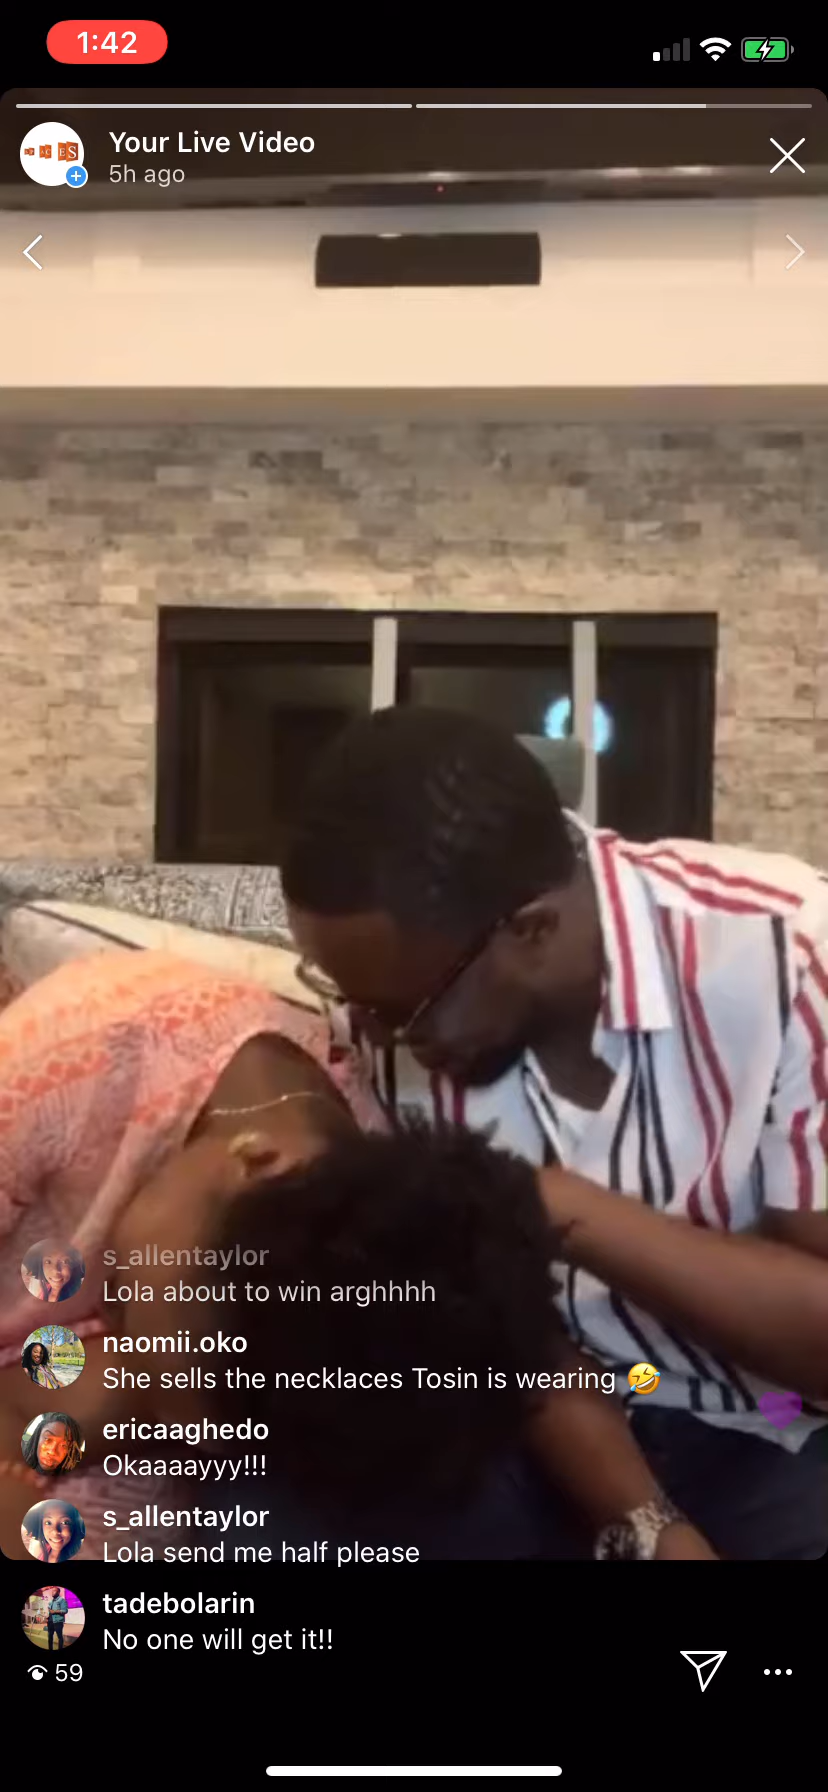 1:42
Your Live Video
5h ago
s_allentaylor
Lola about to win arghhhh
naomii.oko
She sells the necklaces Tosin is wearing 🤣
ericaaghedo
Okaaaayyy!!!
s_allentaylor
Lola send me half please
tadebolarin
No one will get it!!
59